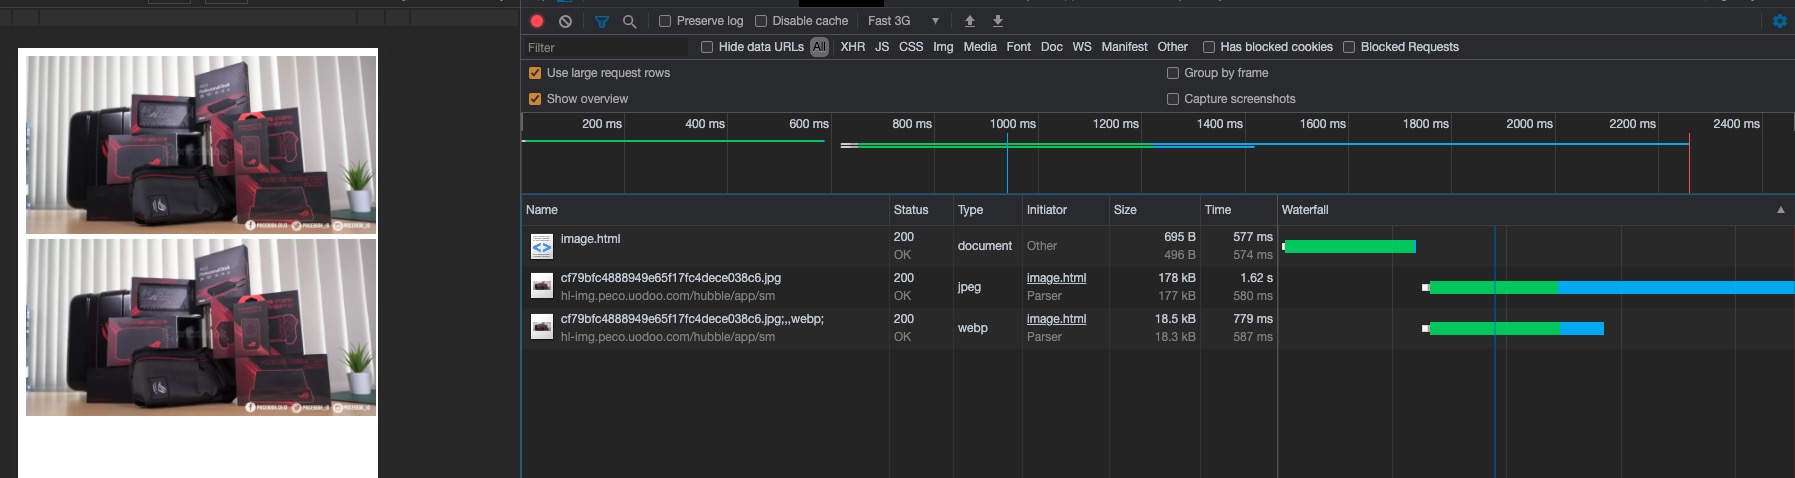 Preserve log Disable cache Fast 3G
Filter Hide data URLs All XHR JS CSS Img Media Font Doc WS Manifest Other Has blocked cookies Blocked Requests
Use large request rows Group by frame
Show overview Capture screenshots
200 ms 400 ms 600 ms 800 ms 1000 ms 1200 ms 1400 ms 1600 ms 1800 ms 2000 ms 2200 ms 2400 ms
Name Status Type Initiator Size Time Waterfall
image.html 200 document Other 695 B 577 ms
OK 496 B 574 ms
cf79bfc4888949e65f17fc4dece038c6.jpg 200 jpeg image.html 178 kB 1.62 s
hl-img.peco.uodoo.com/hubble/app/sm OK Parser 177 kB 580 ms
cf79bfc4888949e65f17fc4dece038c6.jpg;,,webp; 200 webp image.html 18.5 kB 779 ms
hl-img.peco.uodoo.com/hubble/app/sm OK Parser 18.3 kB 587 ms